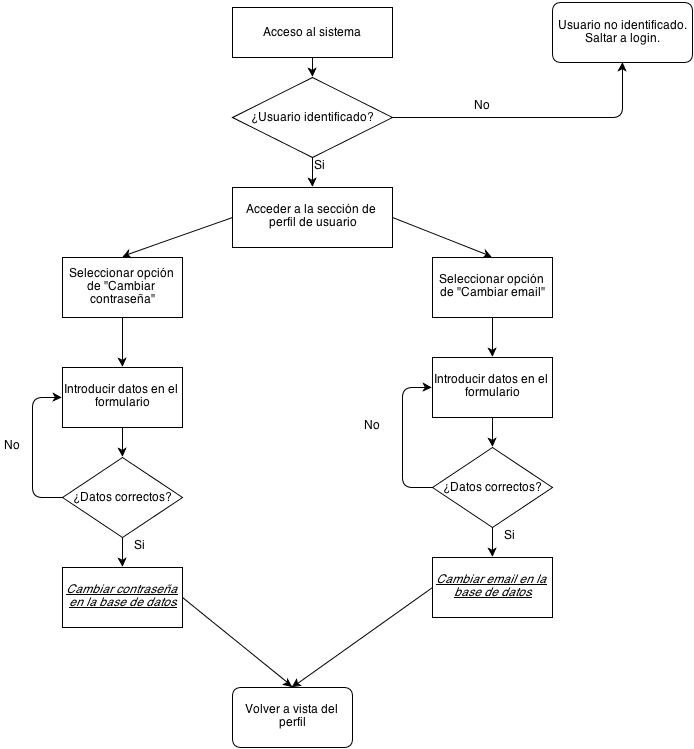 Acceso al sistema
Usuario no identificado.
Saltar a login.
¿Usuario identificado?
No
Si
Acceder a la sección de
perfil de usuario
Seleccionar opción
de "Cambiar
contraseña"
Seleccionar opción
de "Cambiar email"
Introducir datos en el
formulario
Introducir datos en el
formulario
No
No
¿Datos correctos?
¿Datos correctos?
Si
Si
Cambiar contraseña
en la base de datos
Cambiar email en la
base de datos
Volver a vista del
perfil